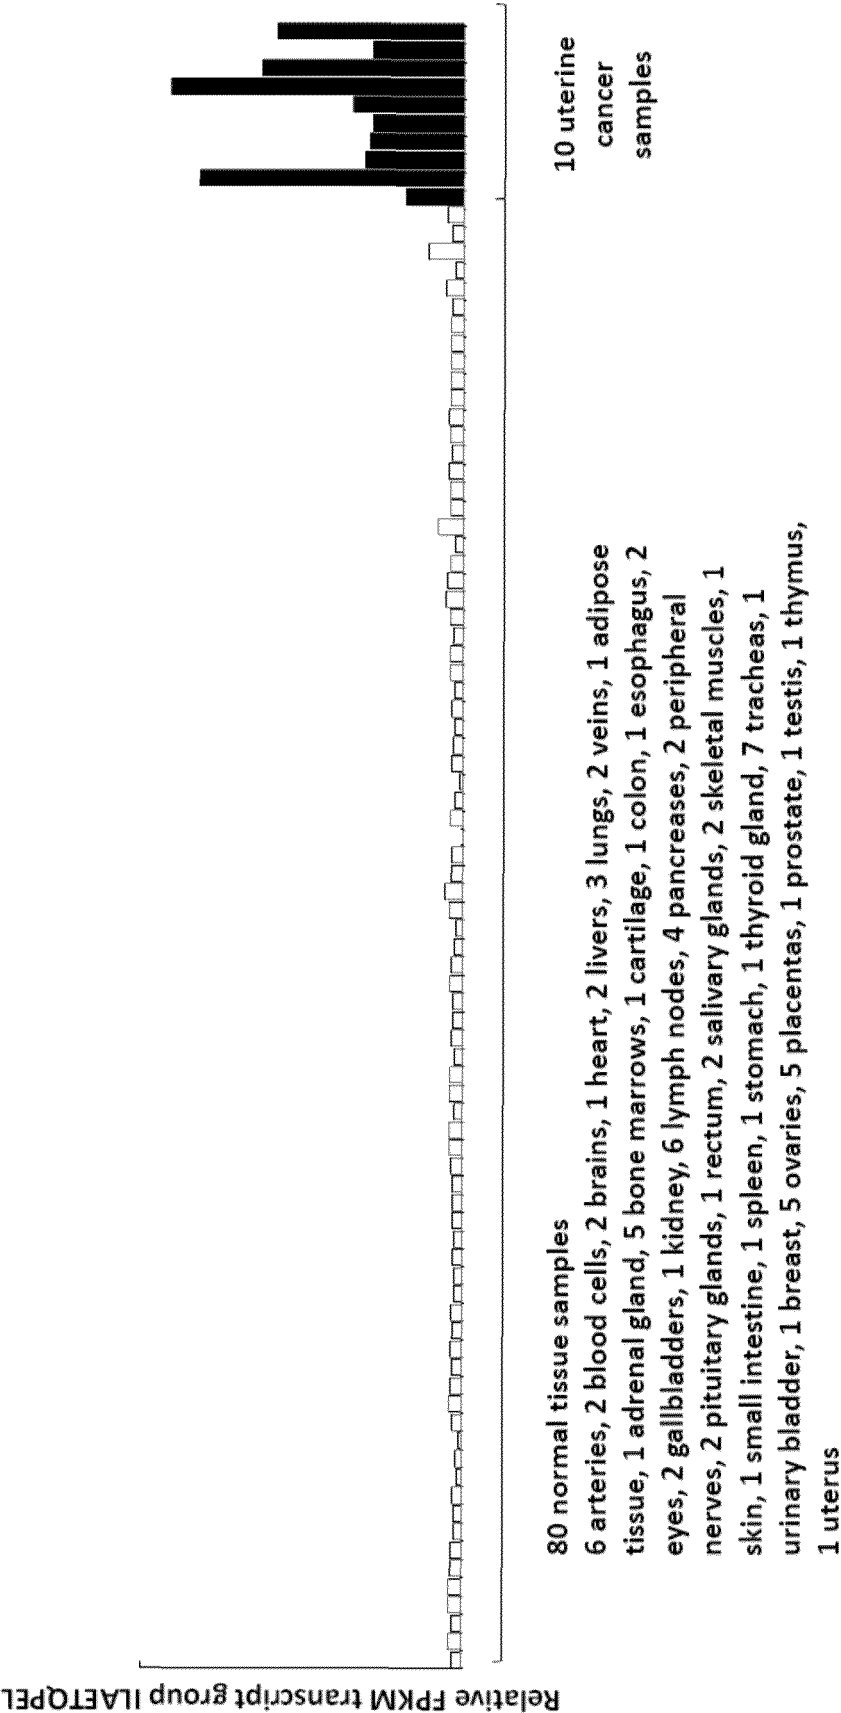 Relative FPKM transcript group ILAETQPEL
80 normal tissue samples
6 arteries, 2 blood cells, 2 brains, 1 heart, 2 livers, 3 lungs, 2 veins, 1 adipose
tissue, 1 adrenal gland, 5 bone marrows, 1 cartilage, 1 colon, 1 esophagus, 2
eyes, 2 gallbladders, 1 kidney, 6 lymph nodes, 4 pancreases, 2 peripheral
nerves, 2 pituitary glands, 1 rectum, 2 salivary glands, 2 skeletal muscles, 1
skin, 1 small intestine, 1 spleen, 1 stomach, 1 thyroid gland, 7 tracheas, 1
urinary bladder, 1 breast, 5 ovaries, 5 placentas, 1 prostate, 1 testis, 1 thymus,
1 uterus
10 uterine
cancer
samples